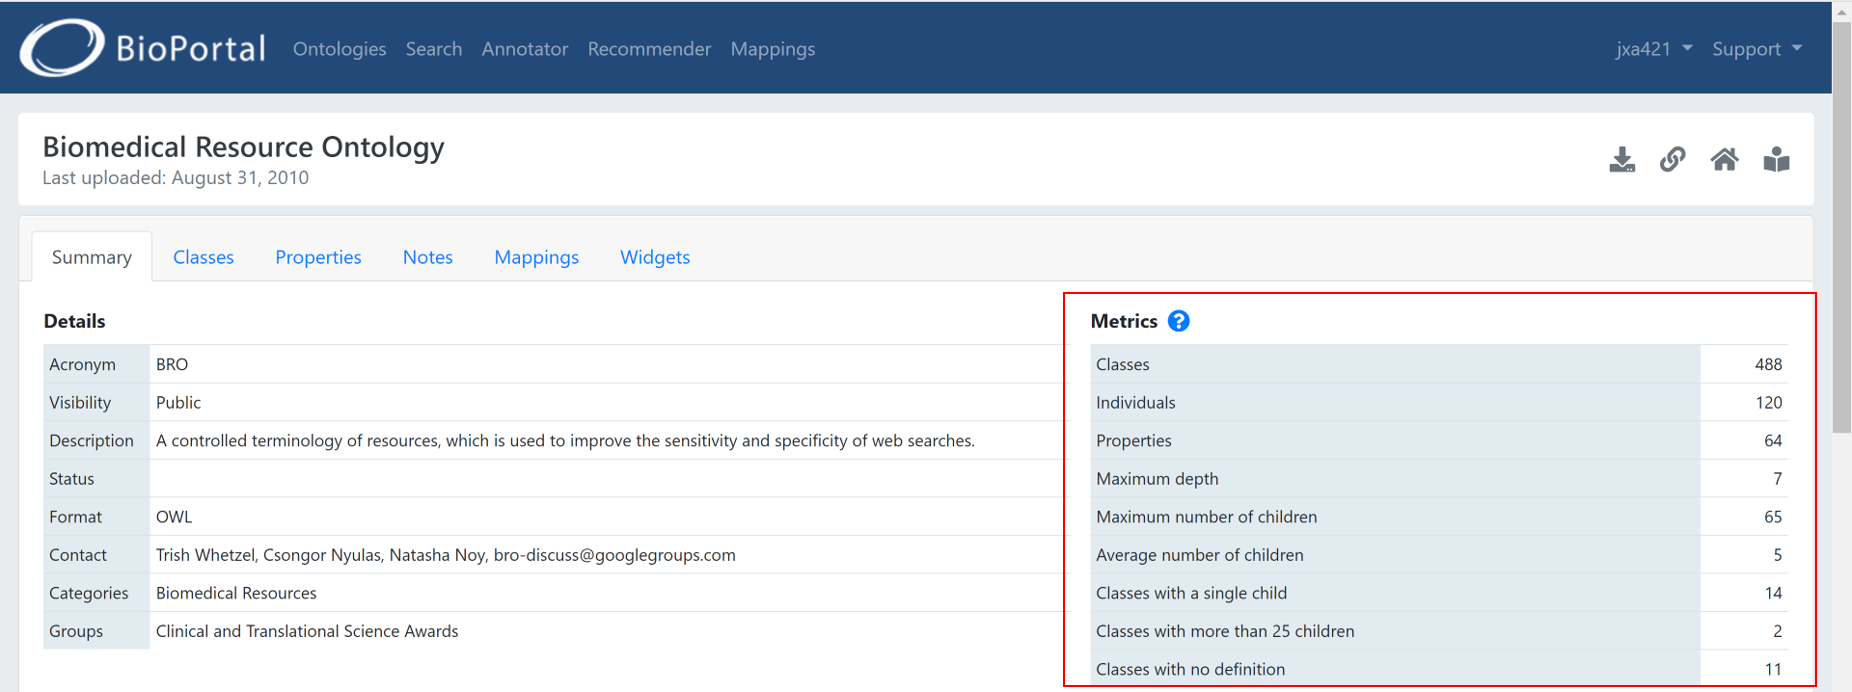 BioPortal Ontologies Search Annotator Recommender Mappings jxa421 Support
Biomedical Resource Ontology
Last uploaded: August 31, 2010
Summary Classes Properties Notes Mappings Widgets
Details
Acronym BRO
Visibility Public
Description A controlled terminology of resources, which is used to improve the sensitivity and specificity of web searches.
Status
Format OWL
Contact Trish Whetzel, Csongor Nyulas, Natasha Noy, bro-discuss@googlegroups.com
Categories Biomedical Resources
Groups Clinical and Translational Science Awards
Metrics ?
Classes 488
Individuals 120
Properties 64
Maximum depth 7
Maximum number of children 65
Average number of children 5
Classes with a single child 14
Classes with more than 25 children 2
Classes with no definition 11